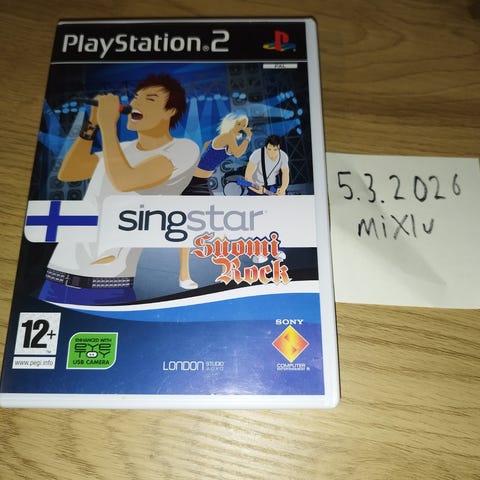 PlayStation®2
PAL
singstar
Suomi
Rock
12+
www.pegi.info
ENHANCED WITH
EYE
TOY
USB CAMERA
LONDON STUDIO
SONY
COMPUTER
ENTERTAINMENT®
5.3.2026
MiXlu